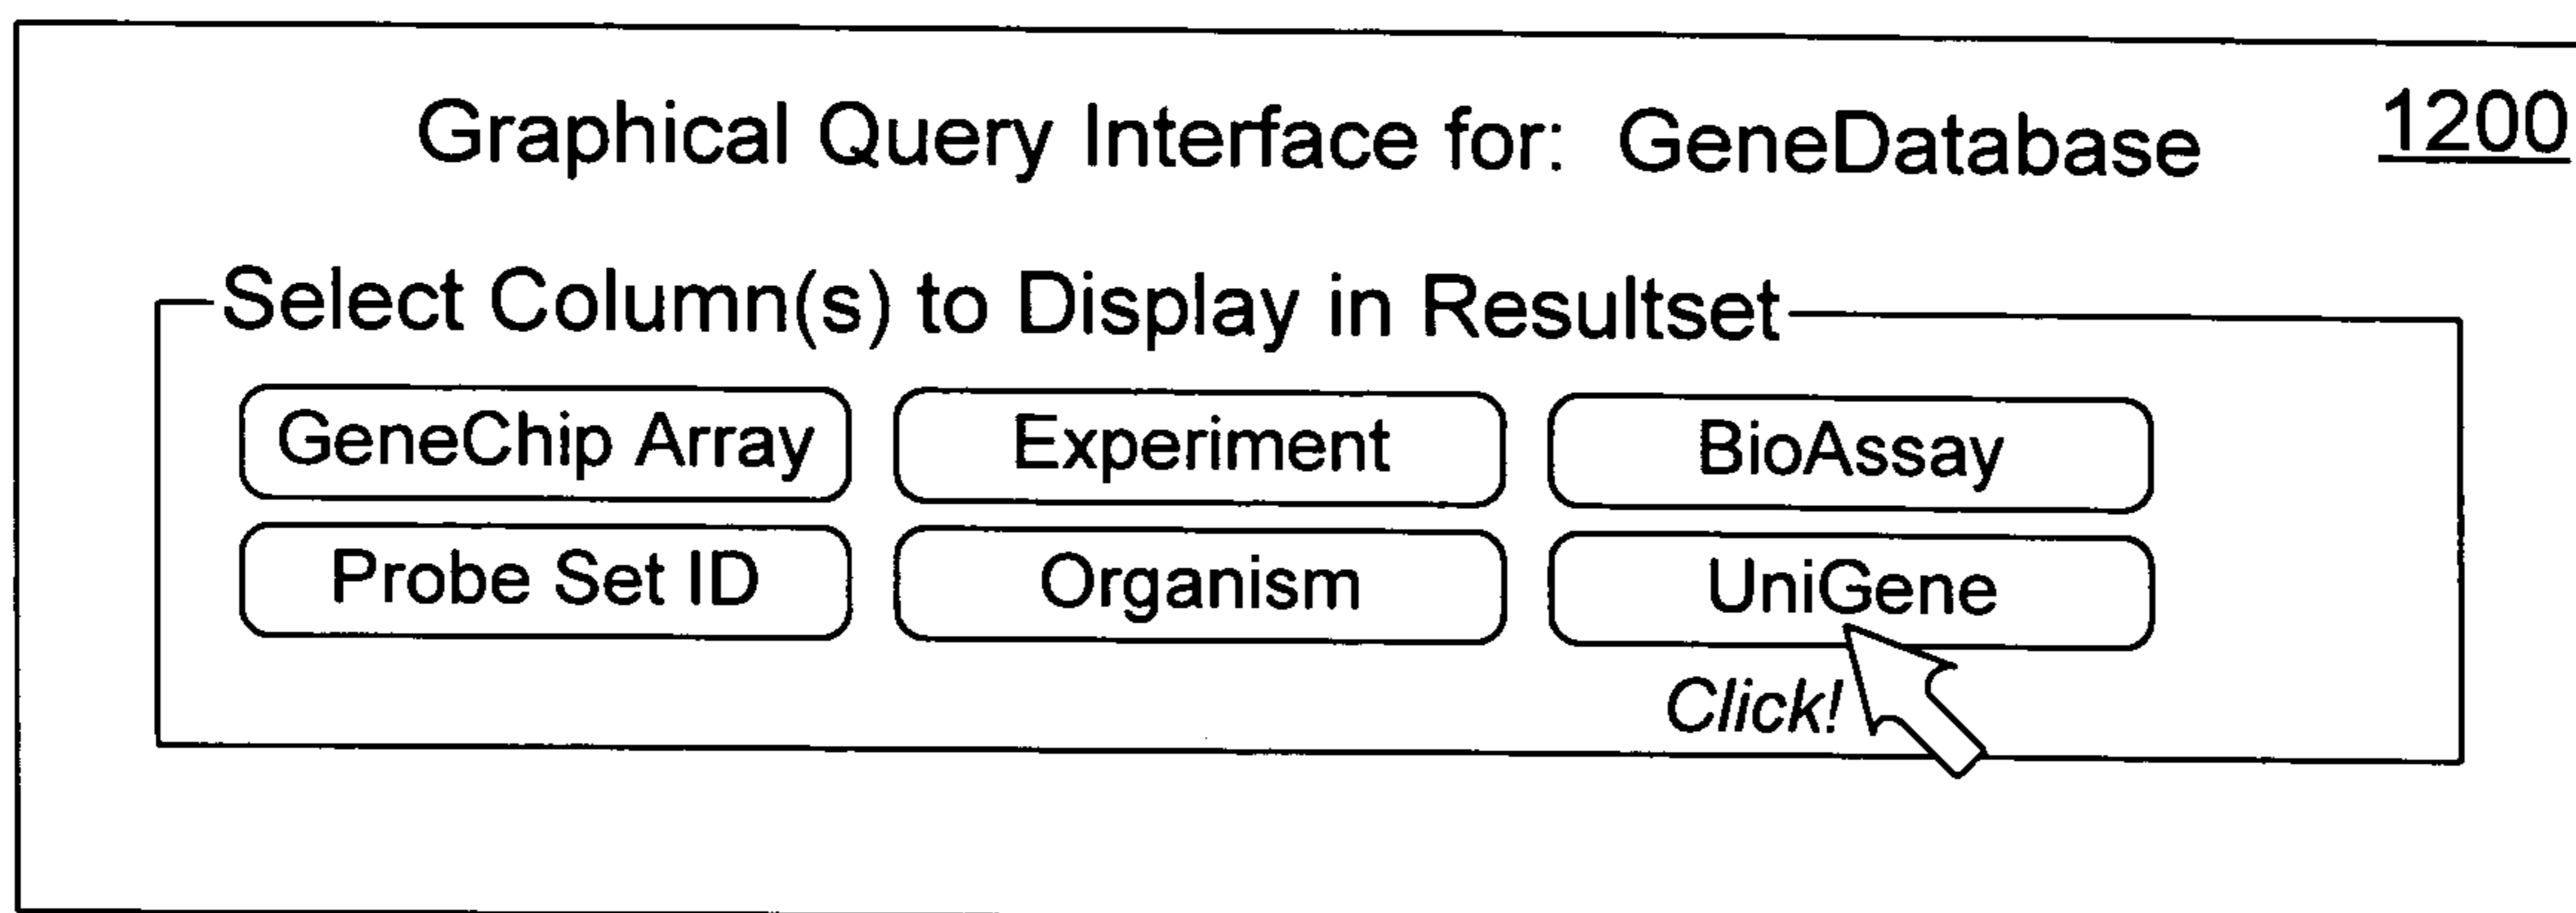 Graphical Query Interface for: GeneDatabase 1200
Select Column(s) to Display in Resultset
GeneChip Array Experiment BioAssay
Probe Set ID Organism UniGene
Click!